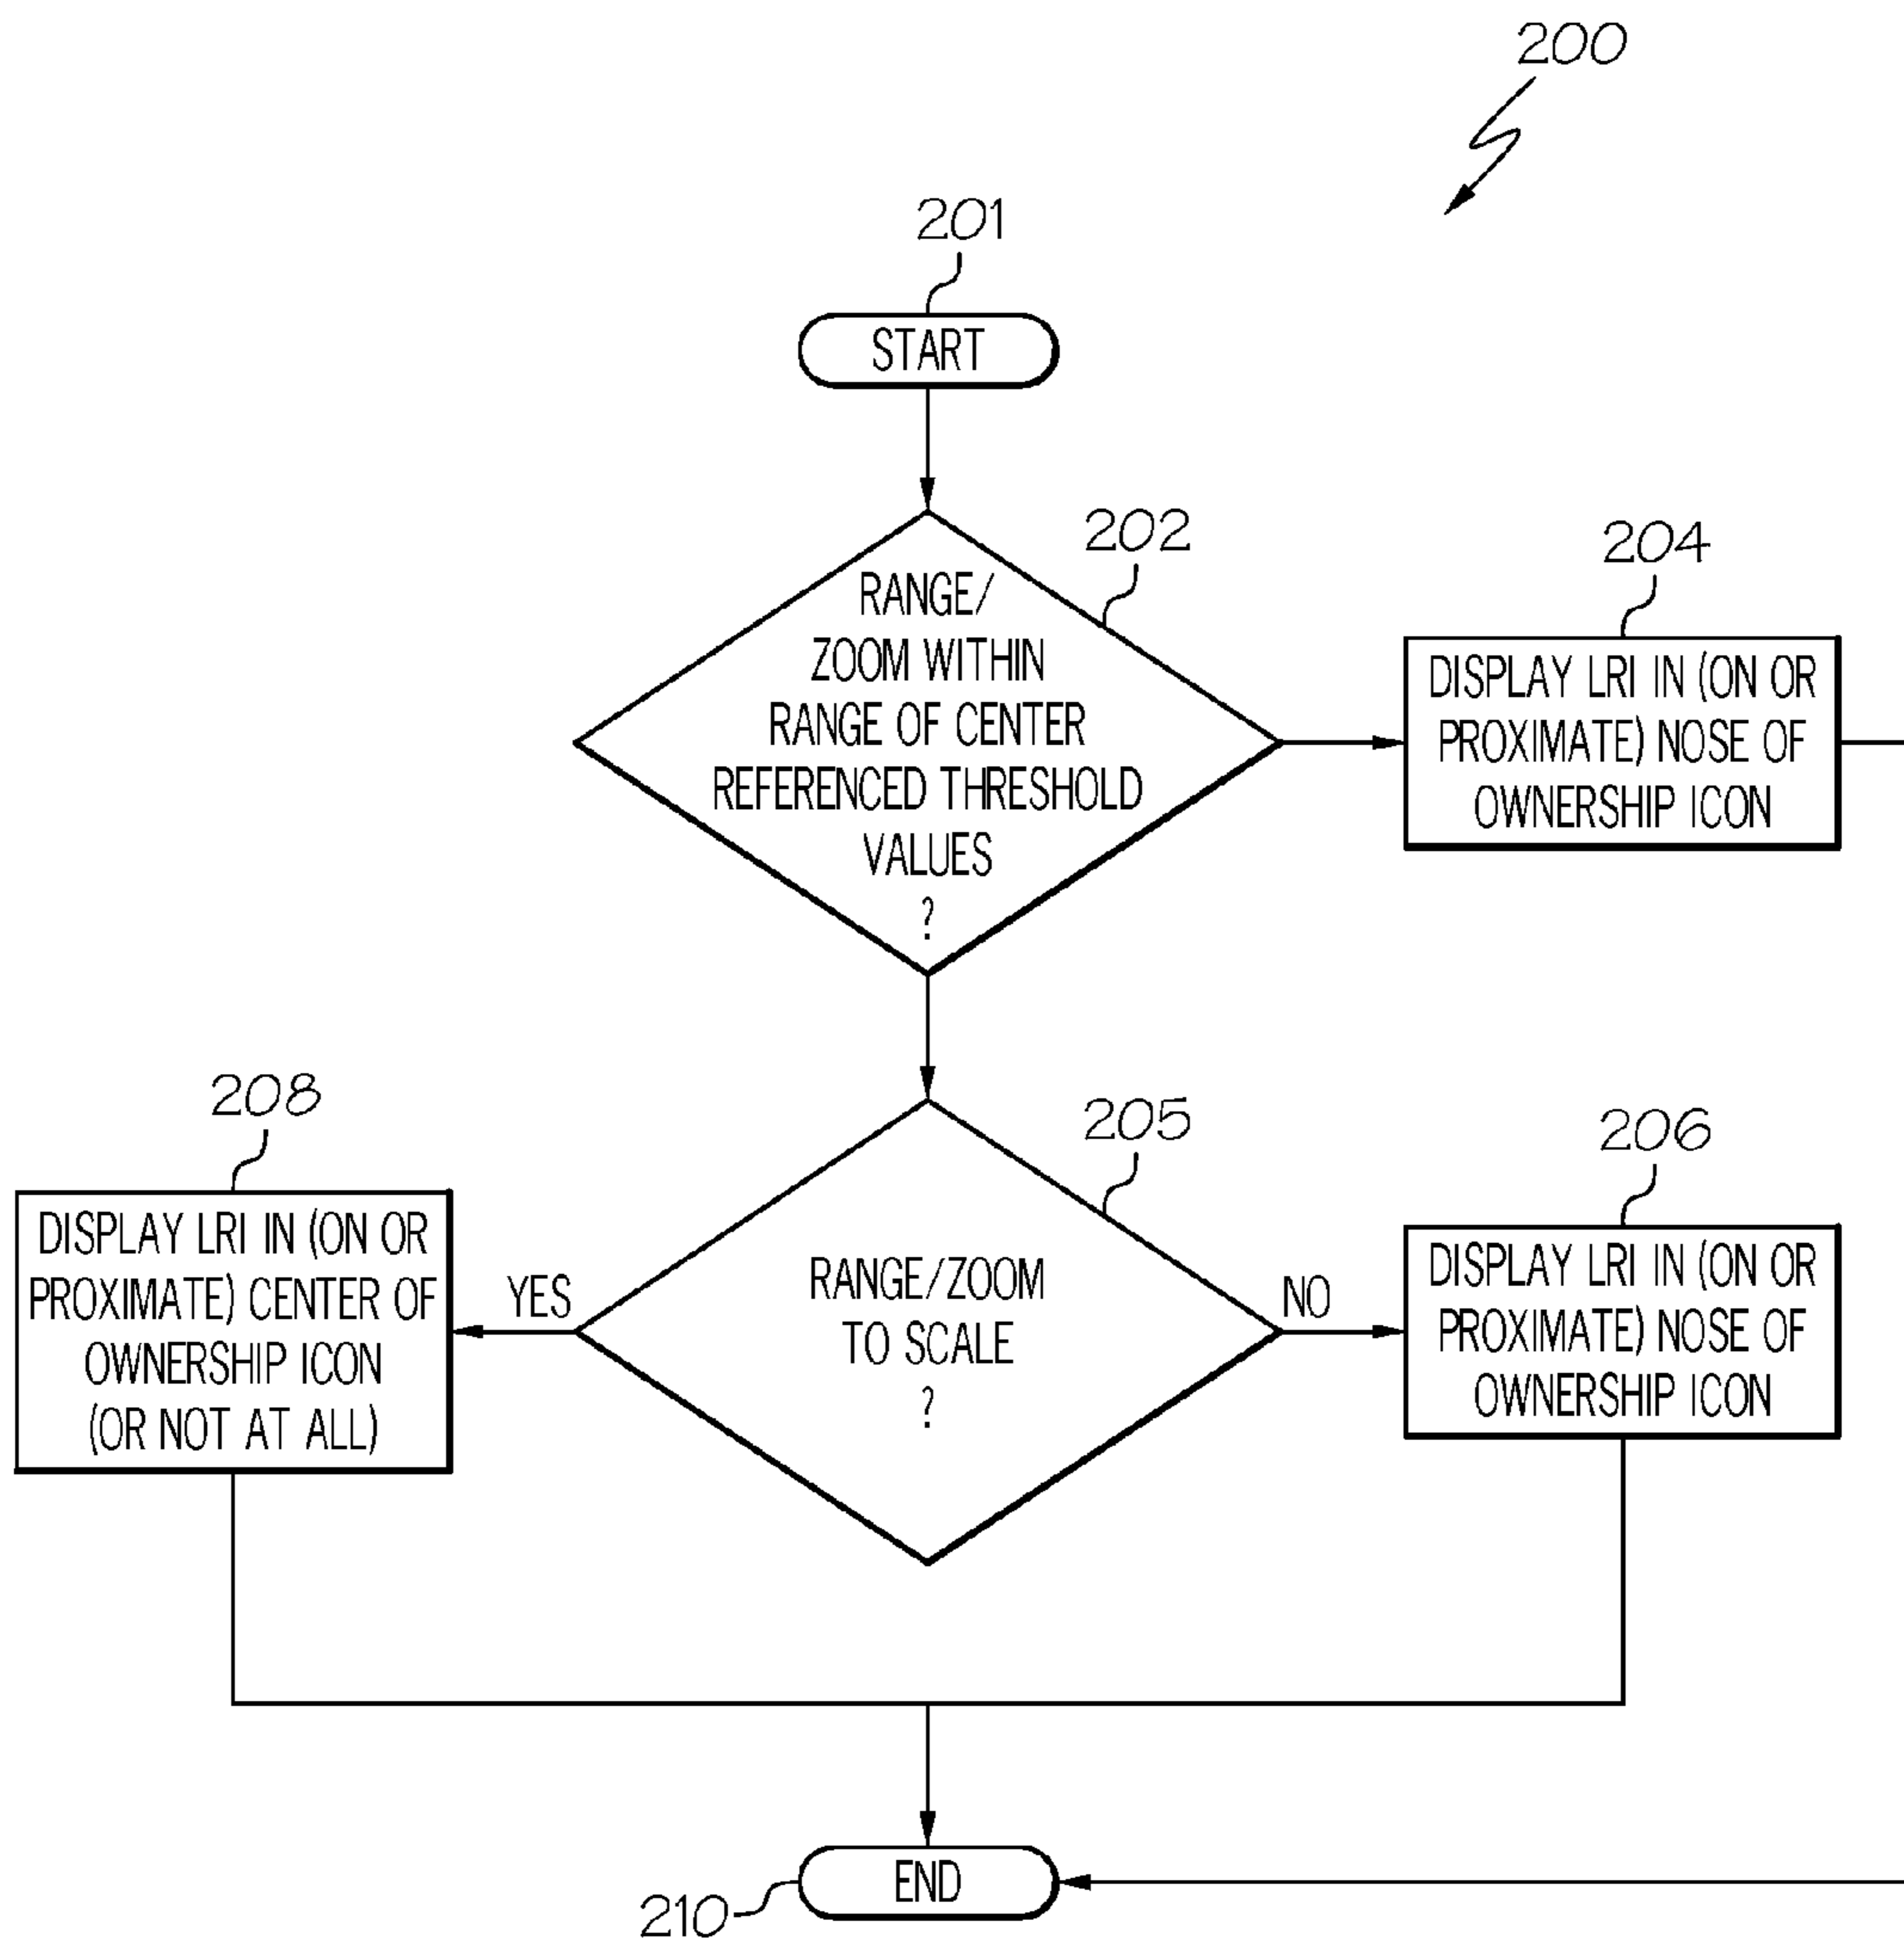 200
201
START
202
RANGE/
ZOOM WITHIN
RANGE OF CENTER
REFERENCED THRESHOLD
VALUES
?
204
DISPLAY LRI IN (ON OR
PROXIMATE) NOSE OF
OWNERSHIP ICON
208
DISPLAY LRI IN (ON OR
PROXIMATE) CENTER OF
OWNERSHIP ICON
(OR NOT AT ALL)
YES
205
RANGE/ZOOM
TO SCALE
?
NO
206
DISPLAY LRI IN (ON OR
PROXIMATE) NOSE OF
OWNERSHIP ICON
END
210